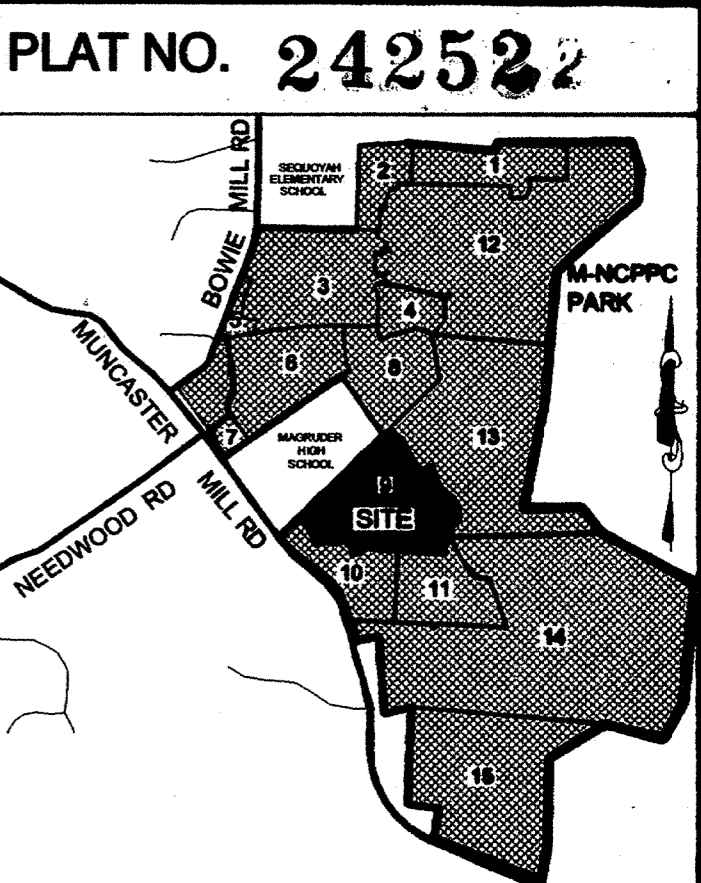 PLAT NO. 24252
MILL RD
BOWIE
SEQUOYAH
ELEMENTARY
SCHOOL
2
1
12
3
4
M-NCPPC
PARK
MUNCASTER
MILL RD
6
8
7
MAGRUDER
HIGH
SCHOOL
13
NEEDWOOD RD
9
SITE
10
11
14
15